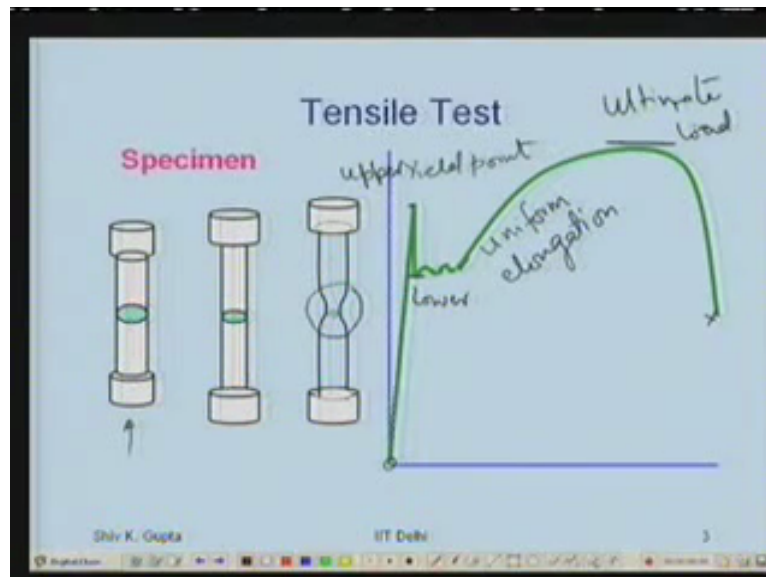 Tensile Test
Specimen
Upper Yield point
Ultimate
Load
Uniform
elongation
Lower
Shiv K. Gupta
IIT Delhi
3